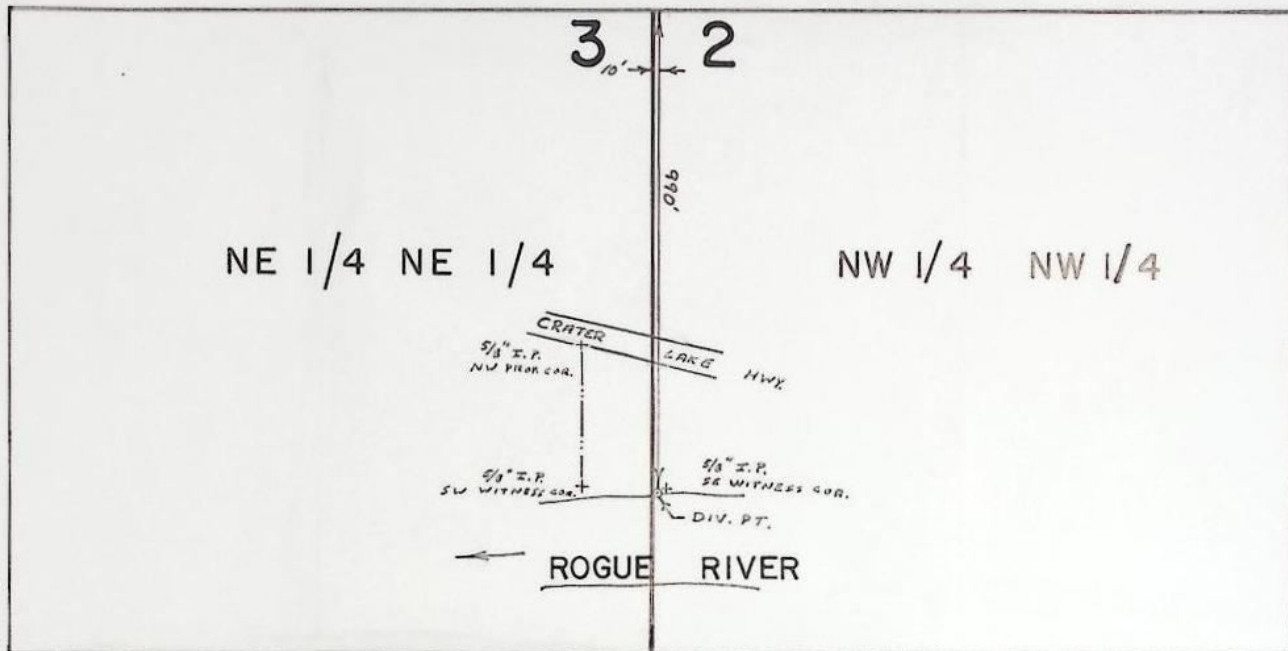 3 2
10'
990'
NE 1/4 NE 1/4
NW 1/4 NW 1/4
CRATER LAKE HWY.
5/8" I.P.
NW PROP. COR.
5/8" I.P.
SW WITNESS COR.
5/8" I.P.
SE WITNESS COR.
DIV. PT.
ROGUE RIVER